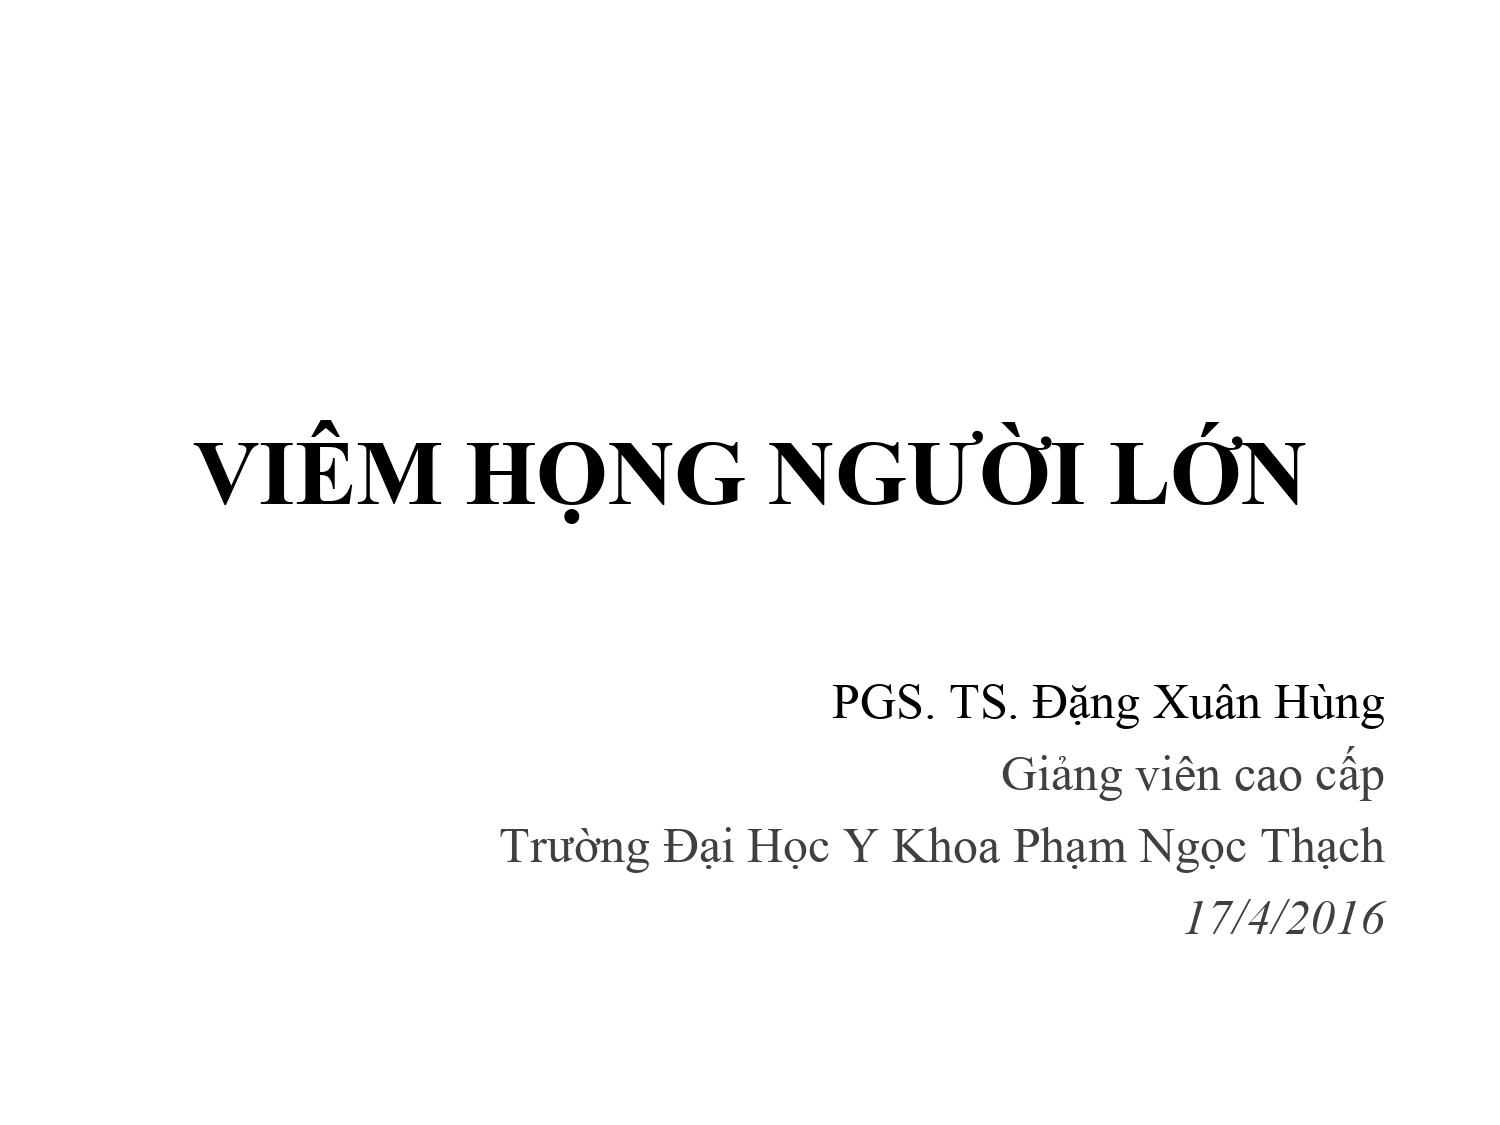 VIÊM HỌNG NGƯỜI LỚN
PGS. TS. Đặng Xuân Hùng
Giảng viên cao cấp
Trường Đại Học Y Khoa Phạm Ngọc Thạch
17/4/2016